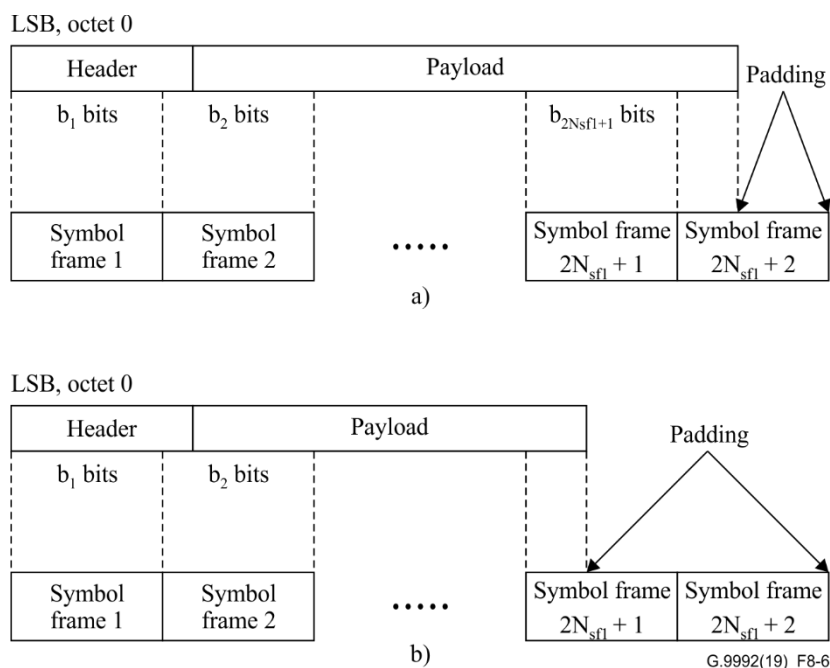 LSB, octet 0
Header Payload Padding
b₁ bits b₂ bits b₂Nsf1+1 bits
Symbol frame 1 Symbol frame 2 ..... Symbol frame 2Nsf1 + 1 Symbol frame 2Nsf1 + 2
a)
LSB, octet 0
Header Payload Padding
b₁ bits b₂ bits
Symbol frame 1 Symbol frame 2 ..... Symbol frame 2Nsf1 + 1 Symbol frame 2Nsf1 + 2
b)
G.9992(19)_F8-6